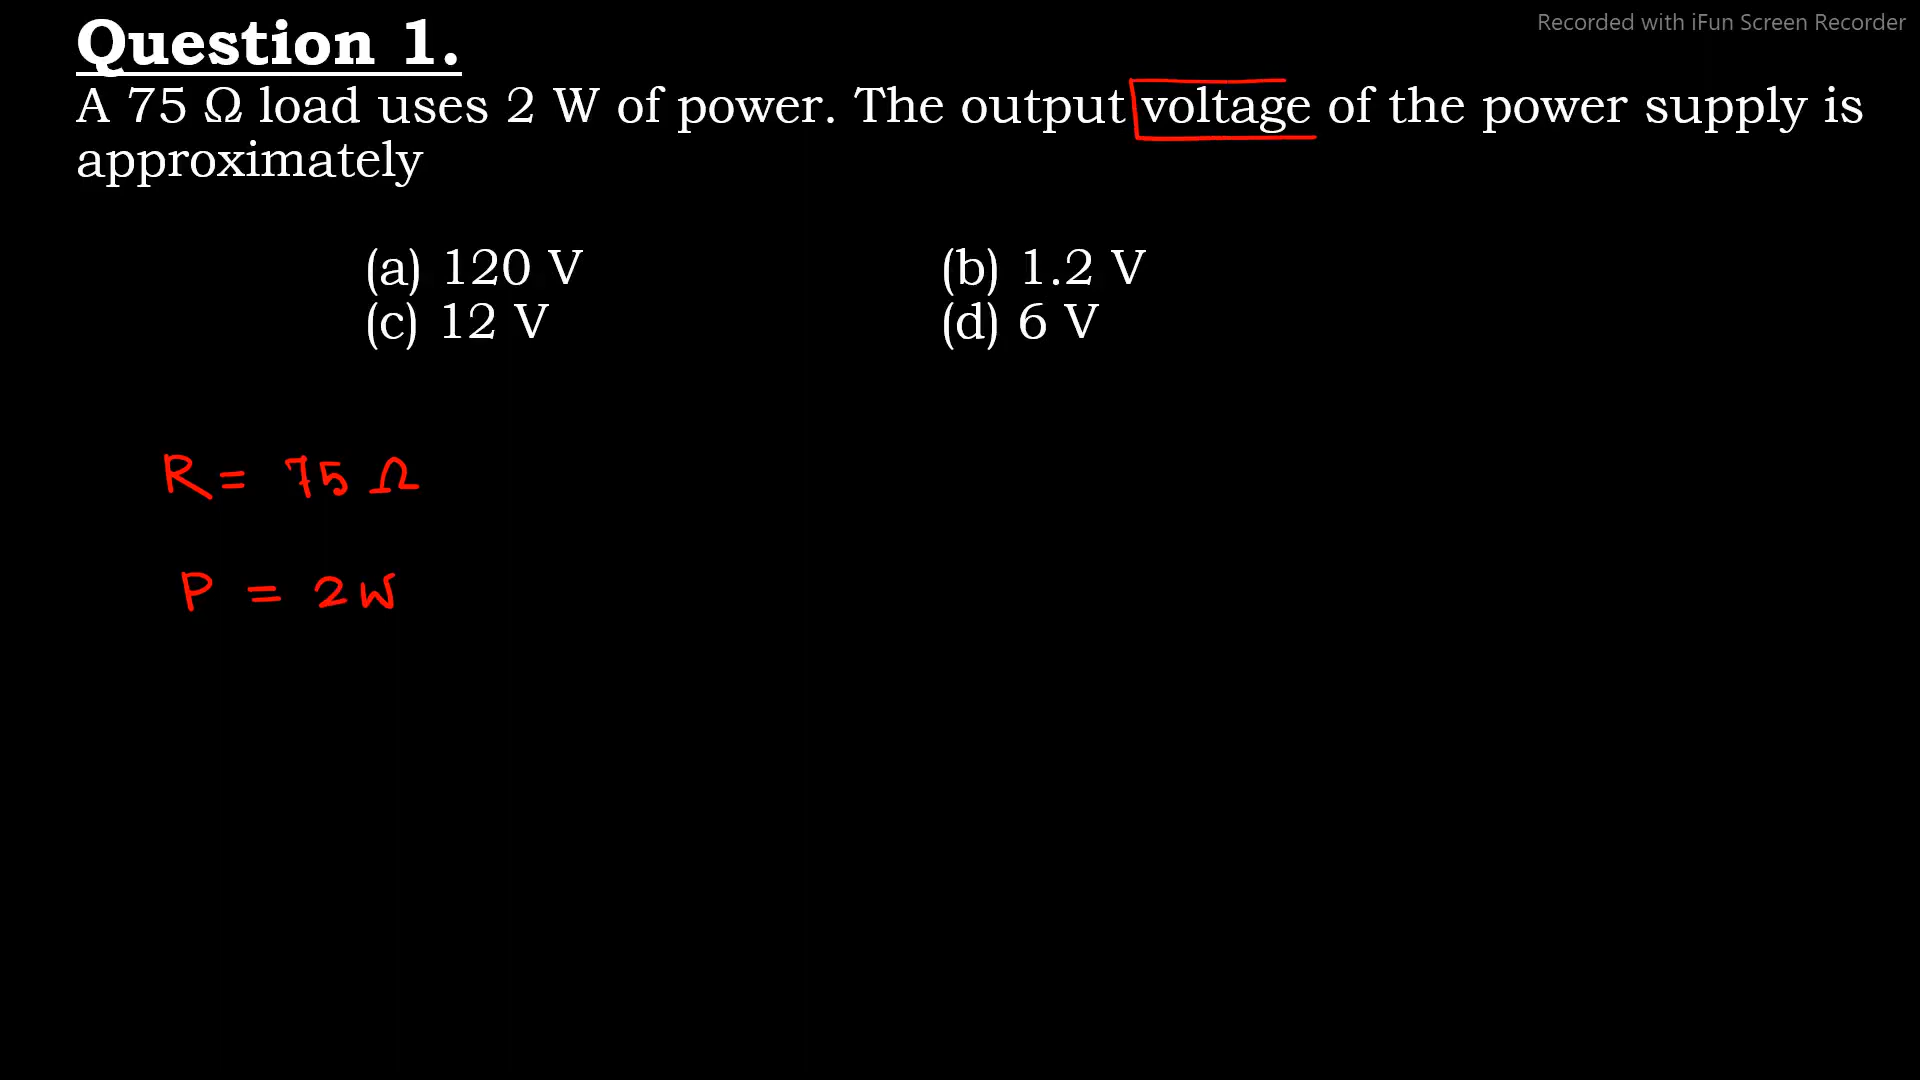 Recorded with iFun Screen Recorder
Question 1.
A 75 Ω load uses 2 W of power. The output voltage of the power supply is
approximately
(a) 120 V (b) 1.2 V
(c) 12 V (d) 6 V
R = 75 Ω
P = 2W